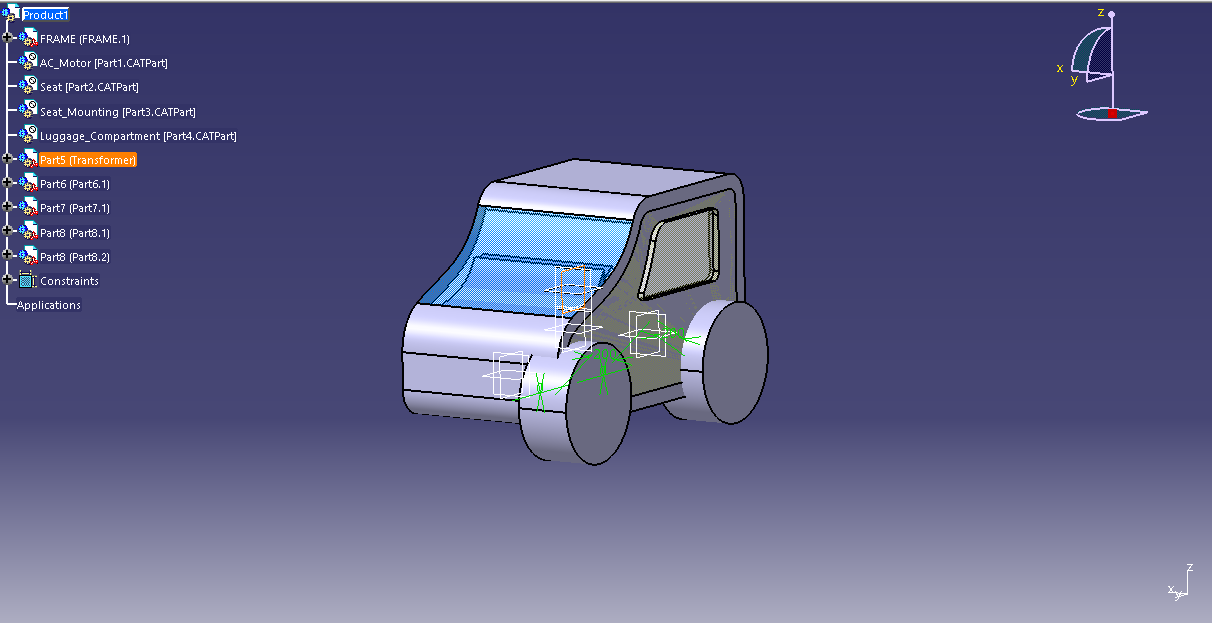 Product1
FRAME (FRAME.1)
AC_Motor [Part1.CATPart]
Seat [Part2.CATPart]
Seat_Mounting [Part3.CATPart]
Luggage_Compartment [Part4.CATPart]
Part5 (Transformer)
Part6 (Part6.1)
Part7 (Part7.1)
Part8 (Part8.1)
Part8 (Part8.2)
Constraints
Applications
z
x
y
z
x
y